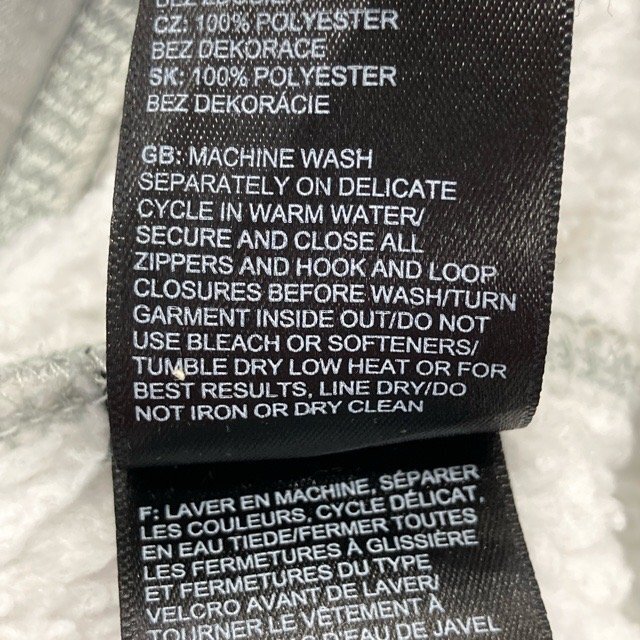 CZ: 100% POLYESTER
BEZ DEKORACE
SK: 100% POLYESTER
BEZ DEKORÁCIE
GB: MACHINE WASH
SEPARATELY ON DELICATE
CYCLE IN WARM WATER/
SECURE AND CLOSE ALL
ZIPPERS AND HOOK AND LOOP
CLOSURES BEFORE WASH/TURN
GARMENT INSIDE OUT/DO NOT
USE BLEACH OR SOFTENERS/
TUMBLE DRY LOW HEAT OR FOR
BEST RESULTS, LINE DRY/DO
NOT IRON OR DRY CLEAN
F: LAVER EN MACHINE, SÉPARER
LES COULEURS, CYCLE DÉLICAT,
EN EAU TIEDE/FERMER TOUTES
LES FERMETURES À GLISSIÈRE
ET FERMETURES DU TYPE
VELCRO AVANT DE LAVER/
TOURNER LE VÊTEMENT À
EAU DE JAVEL